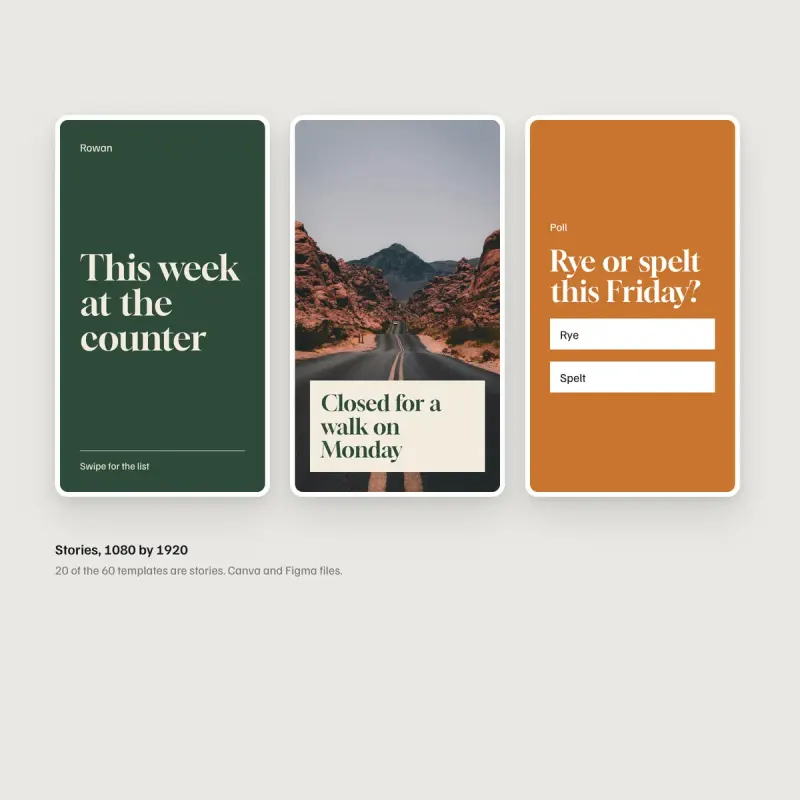 Rowan
This week
at the
counter
Swipe for the list
Closed for a
walk on
Monday
Poll
Rye or spelt
this Friday?
Rye
Spelt
Stories, 1080 by 1920
20 of the 60 templates are stories. Canva and Figma files.